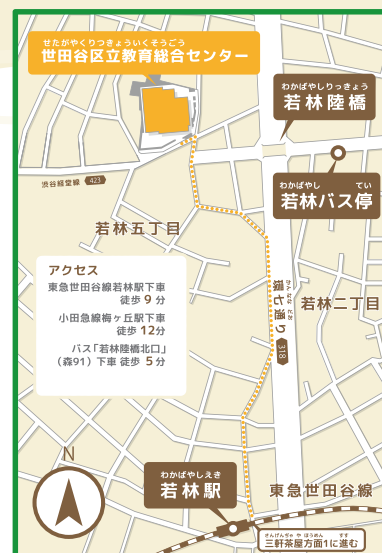 せたがやくりつきょういくそうごう
世田谷区立教育総合センター
わかばやしりっきょう
若林陸橋
わかばやし てい
若林バス停
渋谷経堂線 423
若林五丁目
アクセス
東急世田谷線若林駅下車
徒歩 9 分
小田急線梅ヶ丘駅下車
徒歩 12分
バス「若林陸橋北口」
（森91）下車 徒歩 5分
かんなな どお
環七通り
318
若林二丁目
N
わかばやしえき
若林駅
東急世田谷線
さんげんぢゃ や ほうめん すす
三軒茶屋方面1に進む